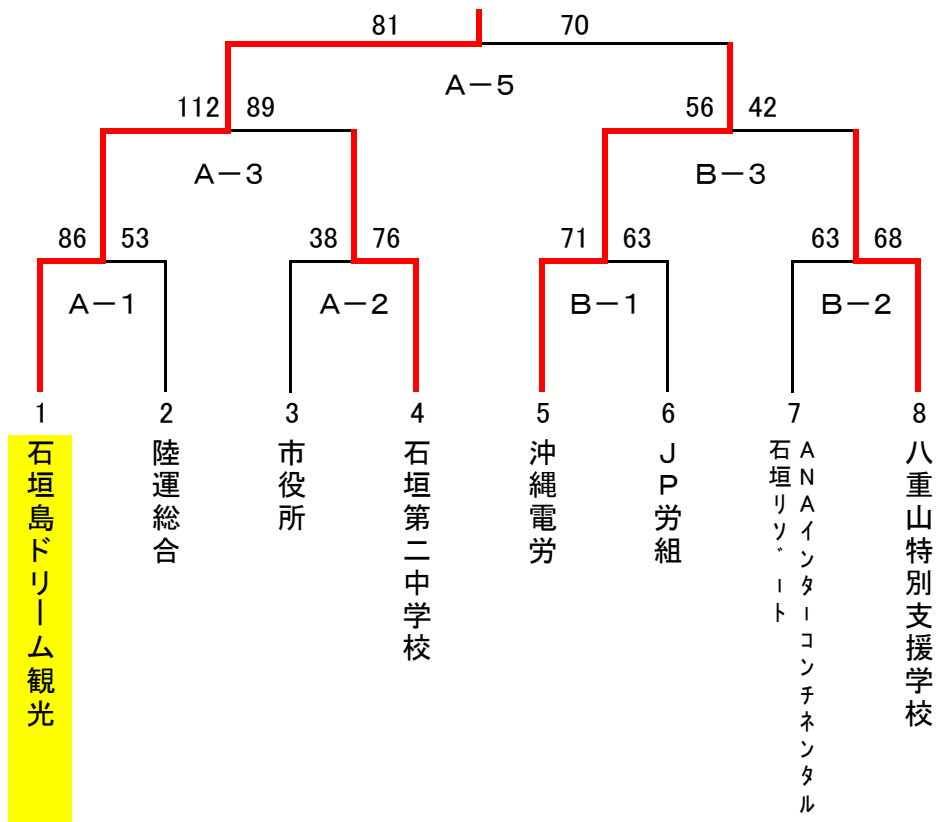 81 70
A－5
112 89 56 42
A－3 B－3
86 53 38 76 71 63 63 68
A－1 A－2 B－1 B－2
1 2 3 4 5 6 7 8
石垣島ドリーム観光
陸運総合
市役所
石垣第二中学校
沖縄電労
JP労組
ANAインターコンチネンタル
石垣リゾート
八重山特別支援学校